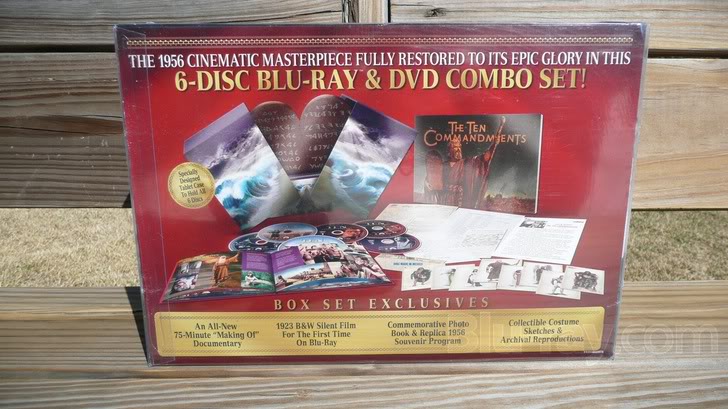 THE 1956 CINEMATIC MASTERPIECE FULLY RESTORED TO ITS EPIC GLORY IN THIS
6-DISC BLU-RAY™ & DVD COMBO SET!
THE TEN
COMMANDMENTS
Specially
Designed
Tablet Case
To Hold All
6 Discs
BOX SET EXCLUSIVES
An All-New
75-Minute "Making Of"
Documentary
1923 B&W Silent Film
For The First Time
On Blu-Ray
Commemorative Photo
Book & Replica 1956
Souvenir Program
Collectible Costume
Sketches &
Archival Reproductions
Blu-ray.com